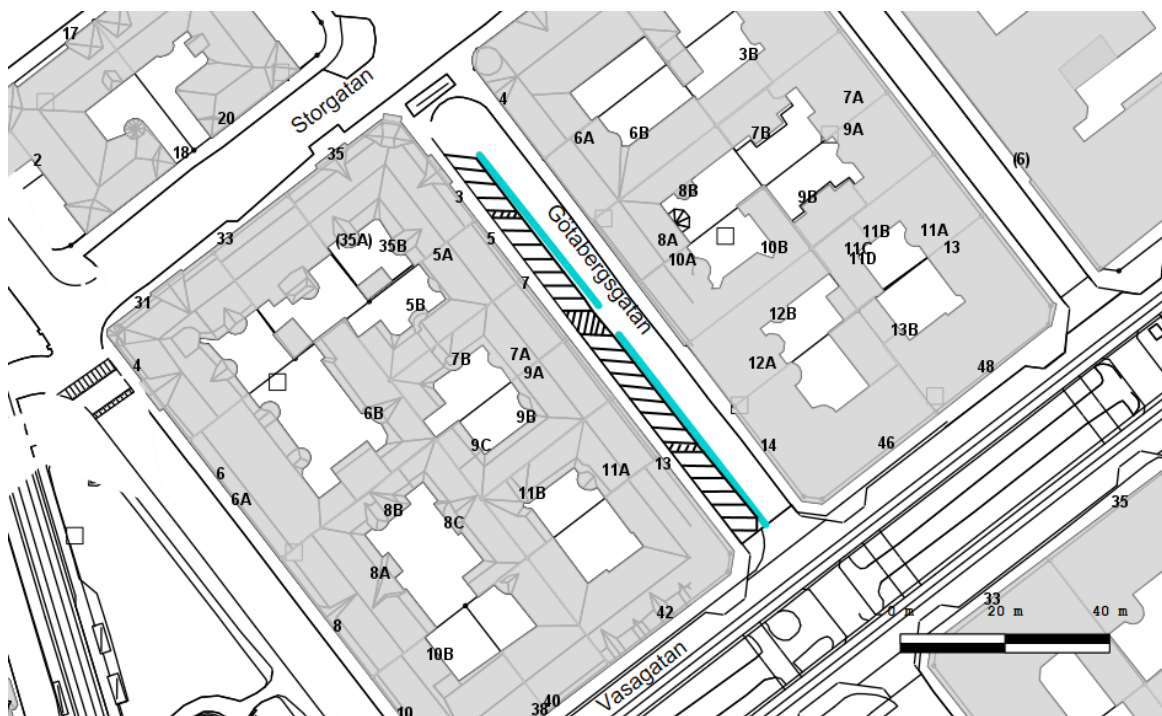 17
3B
Storgatan
4
7A
20
6A
6B
7B
9A
18
35
2
(6)
3
8B
9B
Götabergsgatan
33
(35A)
35B
5
5A
8A
10A
10B
11B
11A
11C
13
11D
7
31
5B
12B
13B
4
7B
7A
9A
12A
48
6B
9B
9C
14
46
6
6A
11A
13
11B
8B
8C
35
8A
33
0 m
20 m
40 m
42
8
10B
Vasagatan
10
38
40